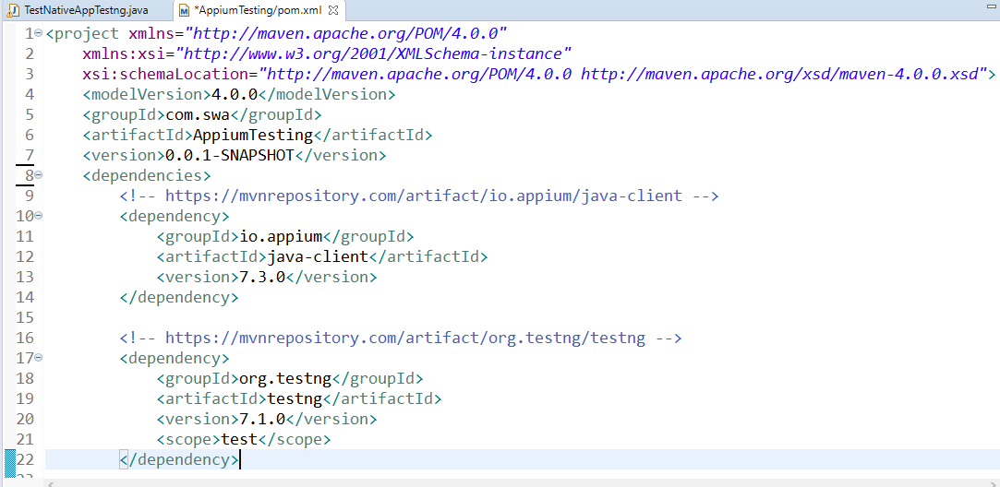 TestNativeAppTestng.java
*AppiumTesting/pom.xml
1 <project xmlns="http://maven.apache.org/POM/4.0.0"
2     xmlns:xsi="http://www.w3.org/2001/XMLSchema-instance"
3     xsi:schemaLocation="http://maven.apache.org/POM/4.0.0 http://maven.apache.org/xsd/maven-4.0.0.xsd">
4     <modelVersion>4.0.0</modelVersion>
5     <groupId>com.swa</groupId>
6     <artifactId>AppiumTesting</artifactId>
7     <version>0.0.1-SNAPSHOT</version>
8     <dependencies>
9         <!-- https://mvnrepository.com/artifact/io.appium/java-client -->
10         <dependency>
11             <groupId>io.appium</groupId>
12             <artifactId>java-client</artifactId>
13             <version>7.3.0</version>
14         </dependency>
15
16         <!-- https://mvnrepository.com/artifact/org.testng/testng -->
17         <dependency>
18             <groupId>org.testng</groupId>
19             <artifactId>testng</artifactId>
20             <version>7.1.0</version>
21             <scope>test</scope>
22         </dependency>